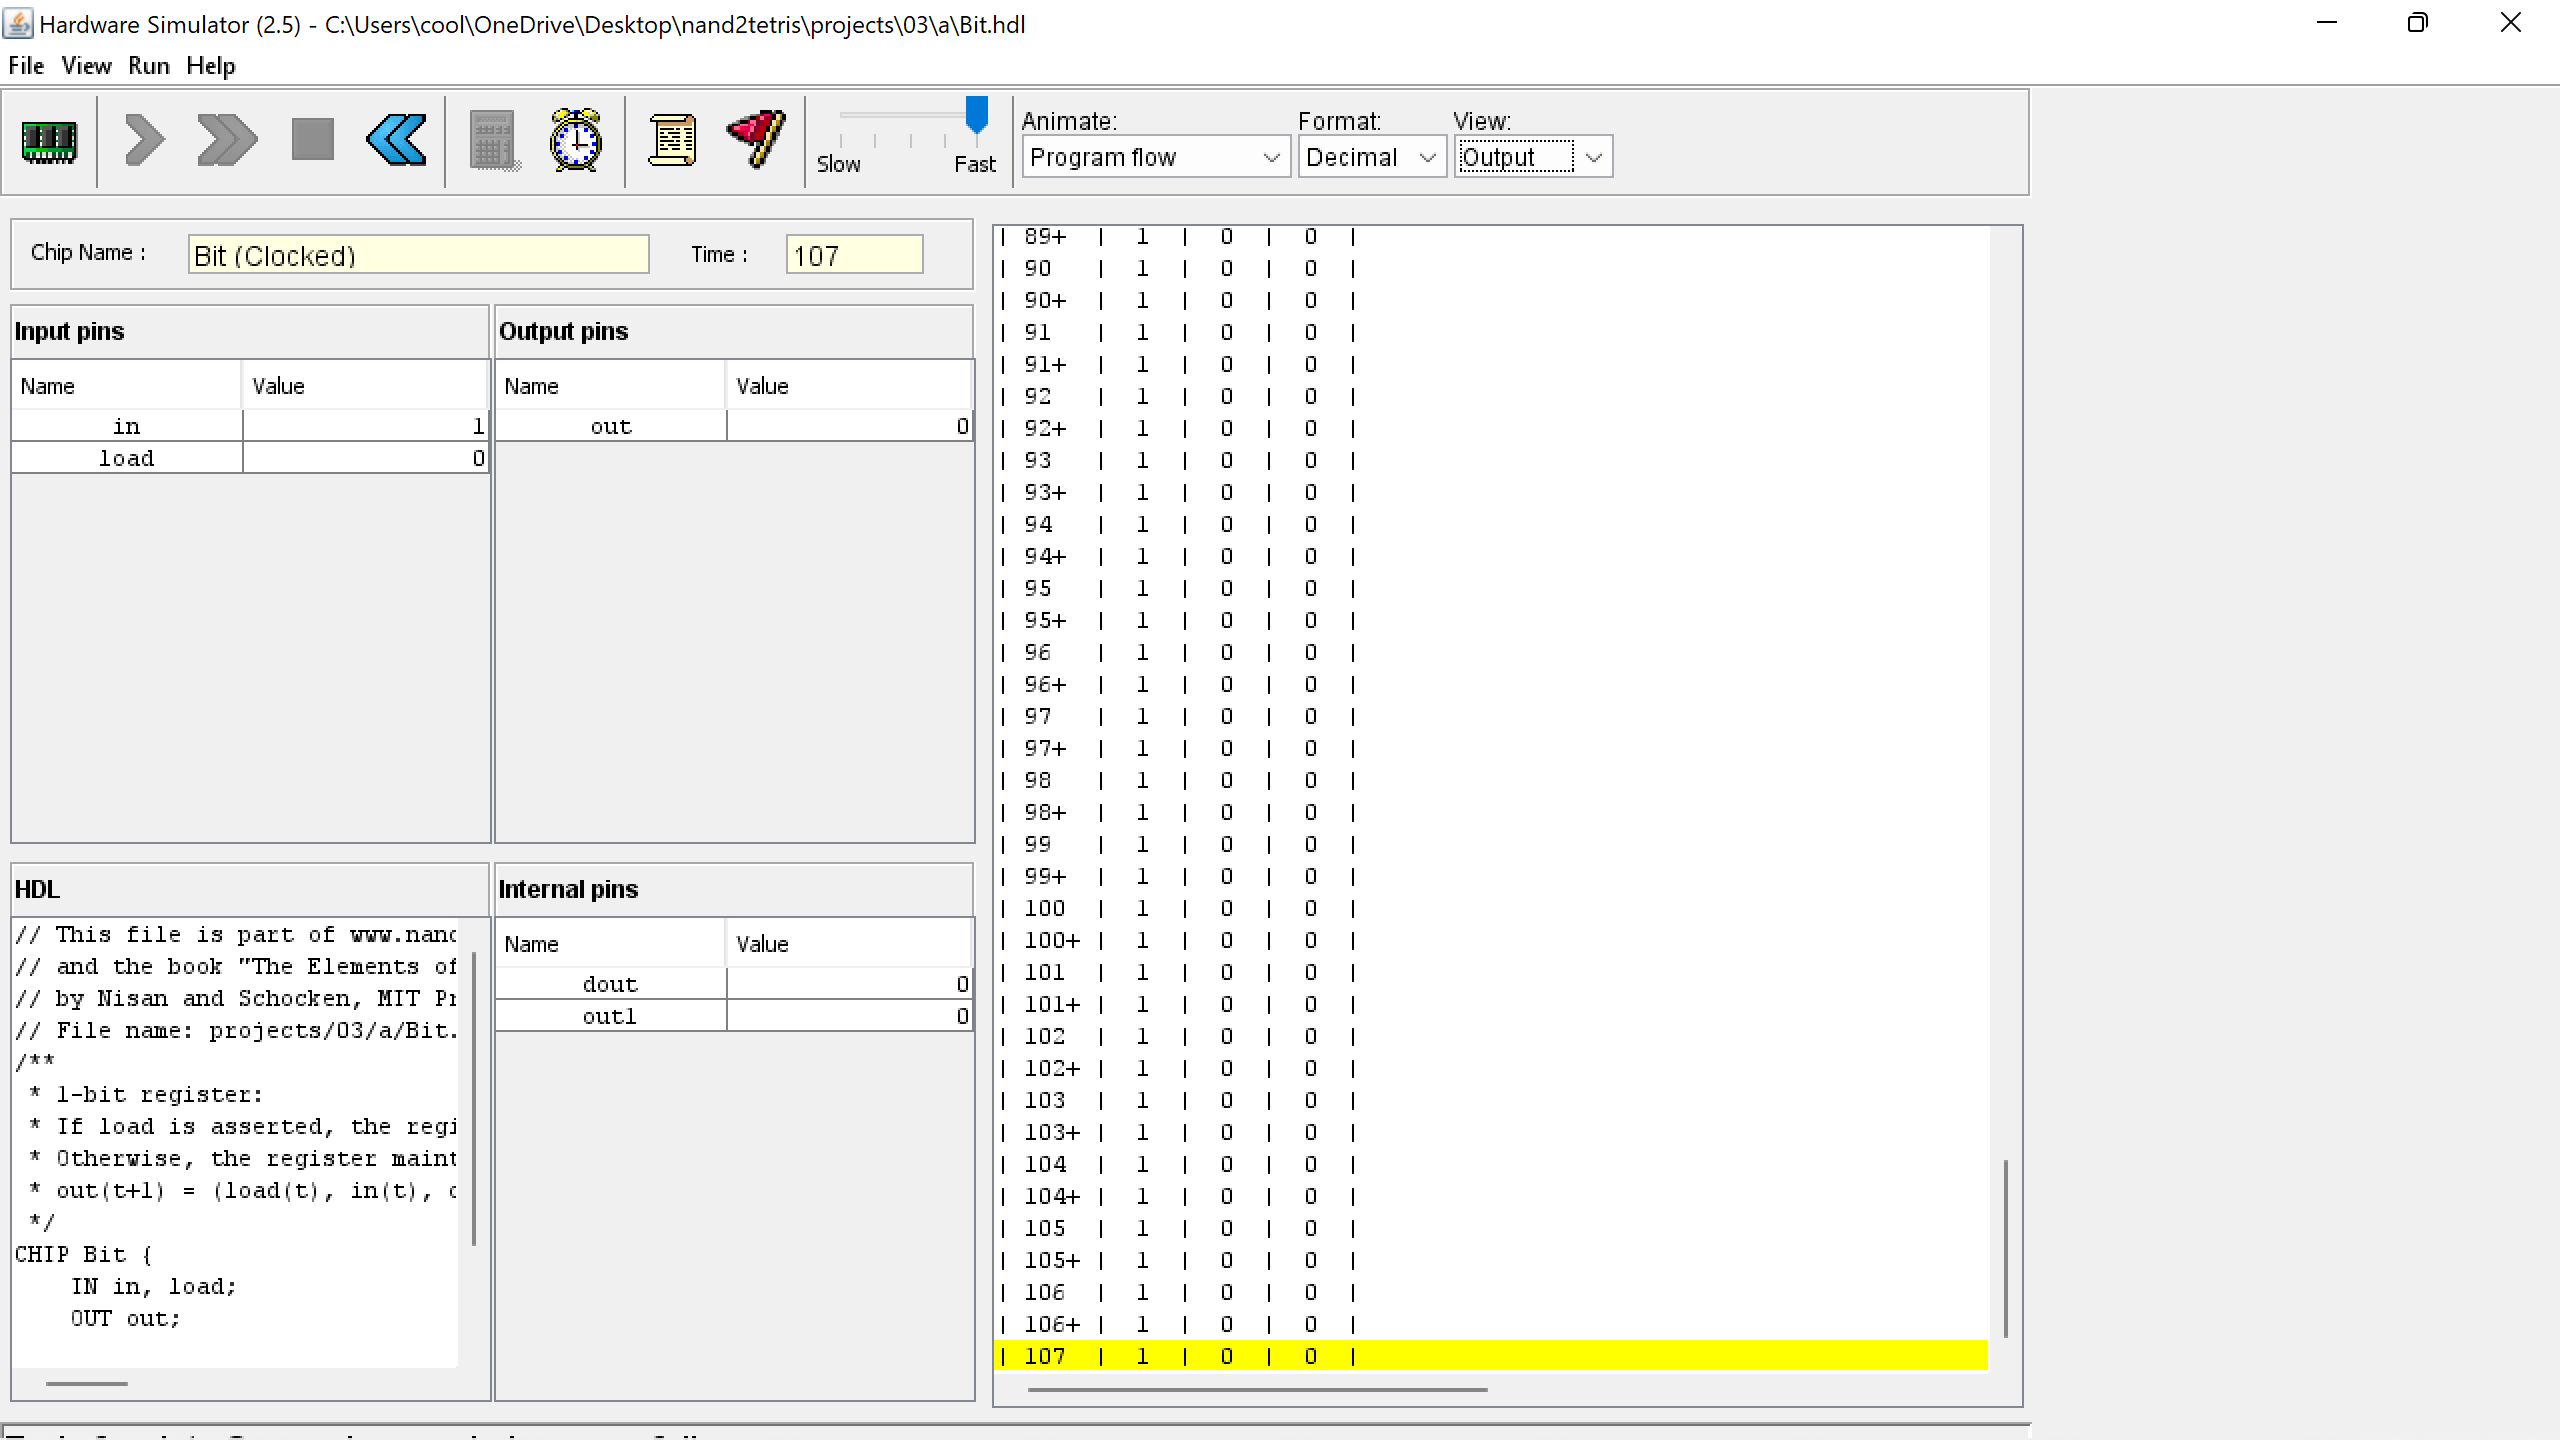 Hardware Simulator (2.5) - C:\Users\cool\OneDrive\Desktop\nand2tetris\projects\03\a\Bit.hdl
File View Run Help
Animate: Format: View:
Slow Fast Program flow Decimal Output
Chip Name : Bit (Clocked) Time : 107
Input pins
Name Value
in 1
load 0
Output pins
Name Value
out 0
HDL
// This file is part of www.nand
// and the book "The Elements of
// by Nisan and Schocken, MIT Pr
// File name: projects/03/a/Bit.
/**
* 1-bit register:
* If load is asserted, the regi
* Otherwise, the register maint
* out(t+1) = (load(t), in(t),
*/
CHIP Bit {
IN in, load;
OUT out;
Internal pins
Name Value
dout 0
out1 0
| 89+ | 1 | 0 | 0 |
| 90 | 1 | 0 | 0 |
| 90+ | 1 | 0 | 0 |
| 91 | 1 | 0 | 0 |
| 91+ | 1 | 0 | 0 |
| 92 | 1 | 0 | 0 |
| 92+ | 1 | 0 | 0 |
| 93 | 1 | 0 | 0 |
| 93+ | 1 | 0 | 0 |
| 94 | 1 | 0 | 0 |
| 94+ | 1 | 0 | 0 |
| 95 | 1 | 0 | 0 |
| 95+ | 1 | 0 | 0 |
| 96 | 1 | 0 | 0 |
| 96+ | 1 | 0 | 0 |
| 97 | 1 | 0 | 0 |
| 97+ | 1 | 0 | 0 |
| 98 | 1 | 0 | 0 |
| 98+ | 1 | 0 | 0 |
| 99 | 1 | 0 | 0 |
| 99+ | 1 | 0 | 0 |
| 100 | 1 | 0 | 0 |
| 100+ | 1 | 0 | 0 |
| 101 | 1 | 0 | 0 |
| 101+ | 1 | 0 | 0 |
| 102 | 1 | 0 | 0 |
| 102+ | 1 | 0 | 0 |
| 103 | 1 | 0 | 0 |
| 103+ | 1 | 0 | 0 |
| 104 | 1 | 0 | 0 |
| 104+ | 1 | 0 | 0 |
| 105 | 1 | 0 | 0 |
| 105+ | 1 | 0 | 0 |
| 106 | 1 | 0 | 0 |
| 106+ | 1 | 0 | 0 |
| 107 | 1 | 0 | 0 |